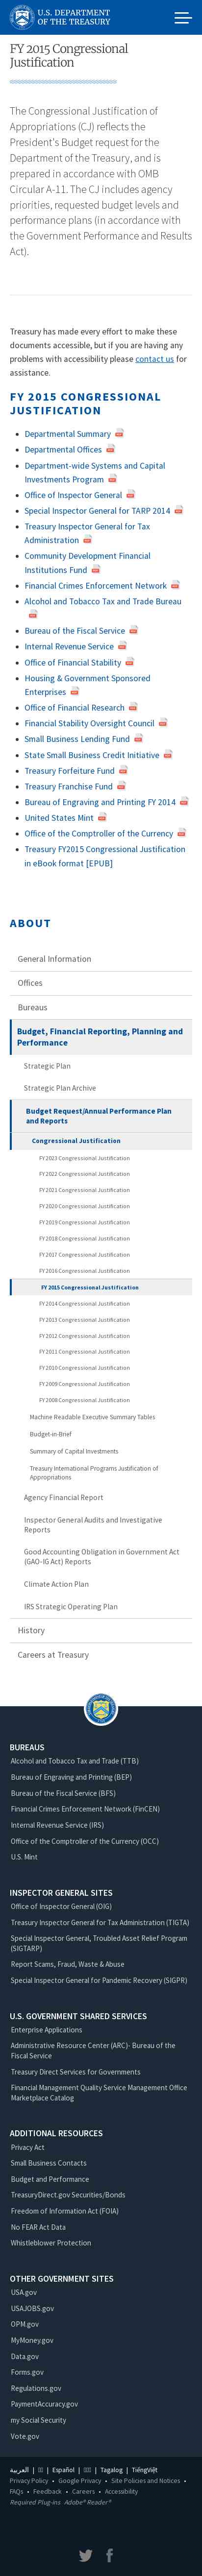 U.S. DEPARTMENT
OF THE TREASURY
FY 2015 Congressional
Justification
The Congressional Justification of
Appropriations (CJ) reflects the
President's Budget request for the
Department of the Treasury, and is
prepared in accordance with OMB
Circular A-11. The CJ includes agency
priorities, requested budget levels and
performance plans (in accordance with
the Government Performance and Results
Act).
Treasury has made every effort to make these
documents accessible, but if you are having any
problems with accessibility please contact us for
assistance.
FY 2015 CONGRESSIONAL
JUSTIFICATION
Departmental Summary
Departmental Offices
Department-wide Systems and Capital
Investments Program
Office of Inspector General
Special Inspector General for TARP 2014
Treasury Inspector General for Tax
Administration
Community Development Financial
Institutions Fund
Financial Crimes Enforcement Network
Alcohol and Tobacco Tax and Trade Bureau
Bureau of the Fiscal Service
Internal Revenue Service
Office of Financial Stability
Housing & Government Sponsored
Enterprises
Office of Financial Research
Financial Stability Oversight Council
Small Business Lending Fund
State Small Business Credit Initiative
Treasury Forfeiture Fund
Treasury Franchise Fund
Bureau of Engraving and Printing FY 2014
United States Mint
Office of the Comptroller of the Currency
Treasury FY2015 Congressional Justification
in eBook format [EPUB]
ABOUT
General Information
Offices
Bureaus
Budget, Financial Reporting, Planning and
Performance
Strategic Plan
Strategic Plan Archive
Budget Request/Annual Performance Plan
and Reports
Congressional Justification
FY 2023 Congressional Justification
FY 2022 Congressional Justification
FY 2021 Congressional Justification
FY 2020 Congressional Justification
FY 2019 Congressional Justification
FY 2018 Congressional Justification
FY 2017 Congressional Justification
FY 2016 Congressional Justification
FY 2015 Congressional Justification
FY 2014 Congressional Justification
FY 2013 Congressional Justification
FY 2012 Congressional Justification
FY 2011 Congressional Justification
FY 2010 Congressional Justification
FY 2009 Congressional Justification
FY 2008 Congressional Justification
Machine Readable Executive Summary Tables
Budget-in-Brief
Summary of Capital Investments
Treasury International Programs Justification of
Appropriations
Agency Financial Report
Inspector General Audits and Investigative
Reports
Good Accounting Obligation in Government Act
(GAO-IG Act) Reports
Climate Action Plan
IRS Strategic Operating Plan
History
Careers at Treasury
BUREAUS
Alcohol and Tobacco Tax and Trade (TTB)
Bureau of Engraving and Printing (BEP)
Bureau of the Fiscal Service (BFS)
Financial Crimes Enforcement Network (FinCEN)
Internal Revenue Service (IRS)
Office of the Comptroller of the Currency (OCC)
U.S. Mint
INSPECTOR GENERAL SITES
Office of Inspector General (OIG)
Treasury Inspector General for Tax Administration (TIGTA)
Special Inspector General, Troubled Asset Relief Program
(SIGTARP)
Report Scams, Fraud, Waste & Abuse
Special Inspector General for Pandemic Recovery (SIGPR)
U.S. GOVERNMENT SHARED SERVICES
Enterprise Applications
Administrative Resource Center (ARC)- Bureau of the
Fiscal Service
Treasury Direct Services for Governments
Financial Management Quality Service Management Office
Marketplace Catalog
ADDITIONAL RESOURCES
Privacy Act
Small Business Contacts
Budget and Performance
TreasuryDirect.gov Securities/Bonds
Freedom of Information Act (FOIA)
No FEAR Act Data
Whistleblower Protection
OTHER GOVERNMENT SITES
USA.gov
USAJOBS.gov
OPM.gov
MyMoney.gov
Data.gov
Forms.gov
Regulations.gov
PaymentAccuracy.gov
my Social Security
Vote.gov
العربية | | Español | | Tagalog | TiếngViệt
Privacy Policy • Google Privacy • Site Policies and Notices •
FAQs • Feedback • Careers • Accessibility
Required Plug-ins Adobe® Reader®